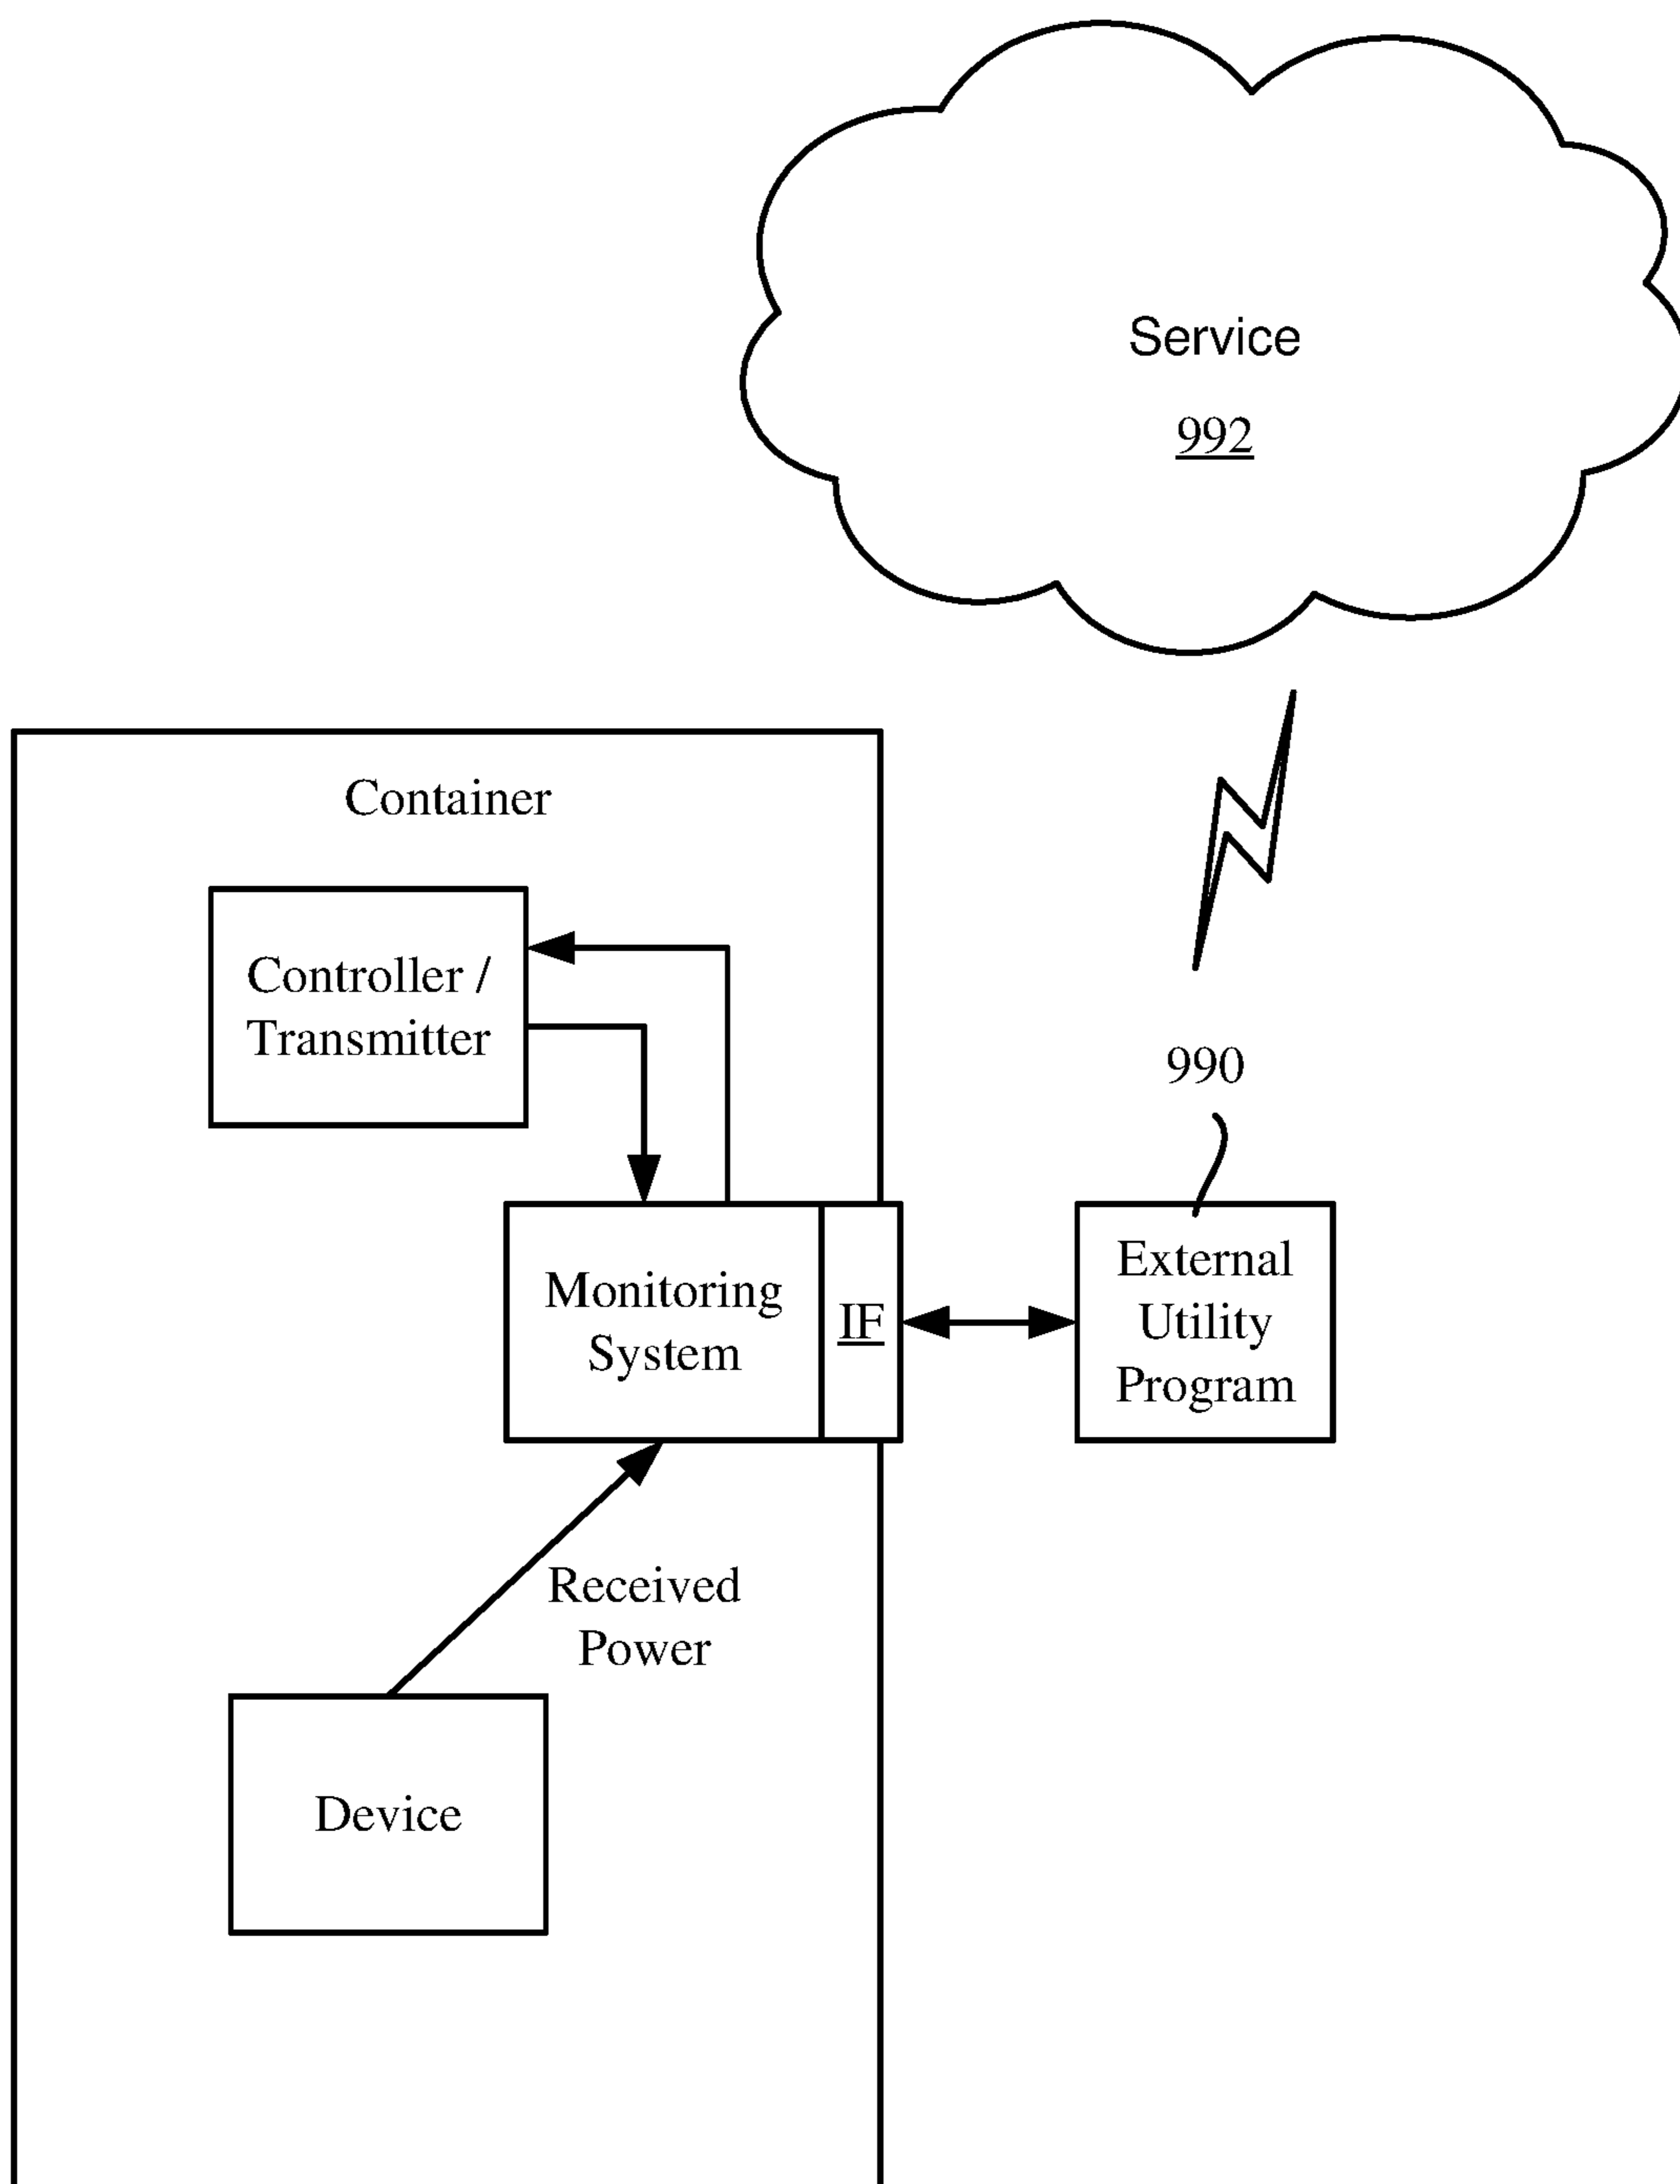 Service
992
Container
Controller /
Transmitter
990
Monitoring
System
IF
External
Utility
Program
Received
Power
Device